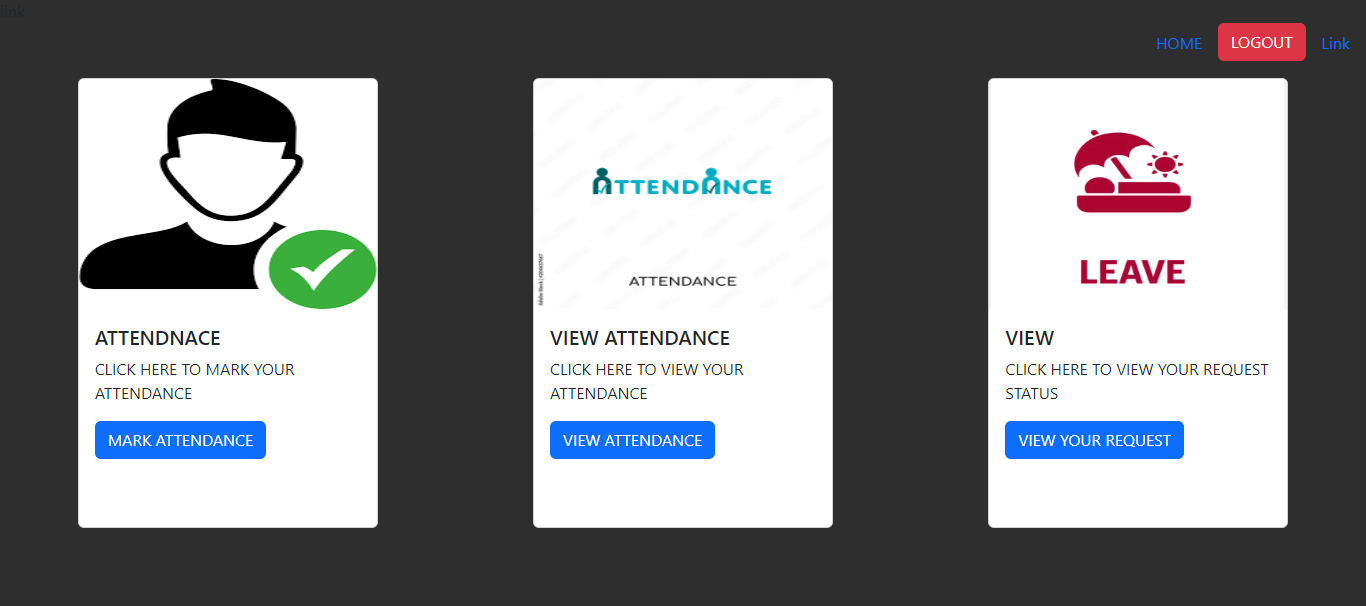 link
HOME LOGOUT Link
ATTENDANCE
ATTENDANCE
LEAVE
ATTENDNACE
CLICK HERE TO MARK YOUR
ATTENDANCE
MARK ATTENDANCE
VIEW ATTENDANCE
CLICK HERE TO VIEW YOUR
ATTENDANCE
VIEW ATTENDANCE
VIEW
CLICK HERE TO VIEW YOUR REQUEST
STATUS
VIEW YOUR REQUEST